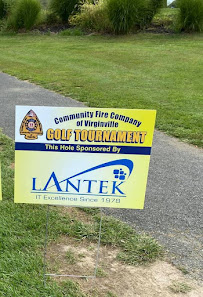 Community Fire Company
of Virginville
GOLF TOURNAMENT
This Hole Sponsored By
LANTEK
IT Excellence Since 1978